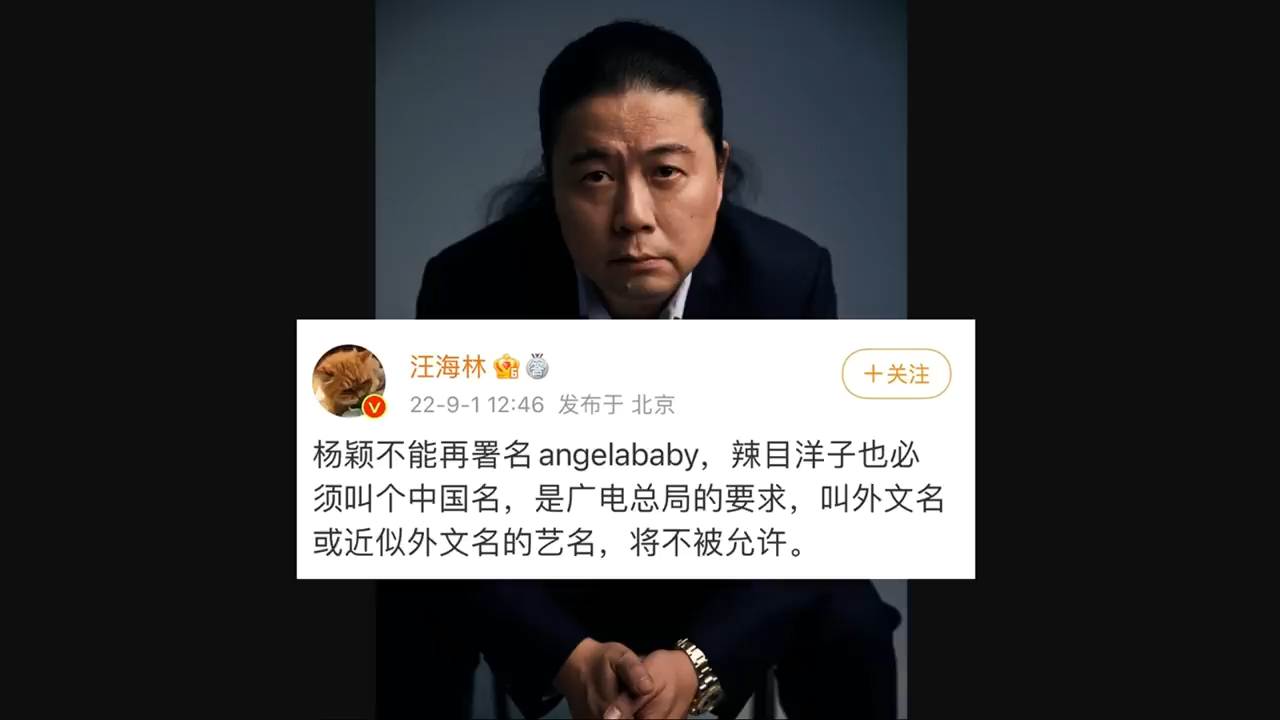 汪海林
22-9-1 12:46 发布于 北京
+关注
杨颖不能再署名angelababy，辣目洋子也必
须叫个中国名，是广电总局的要求，叫外文名
或近似外文名的艺名，将不被允许。